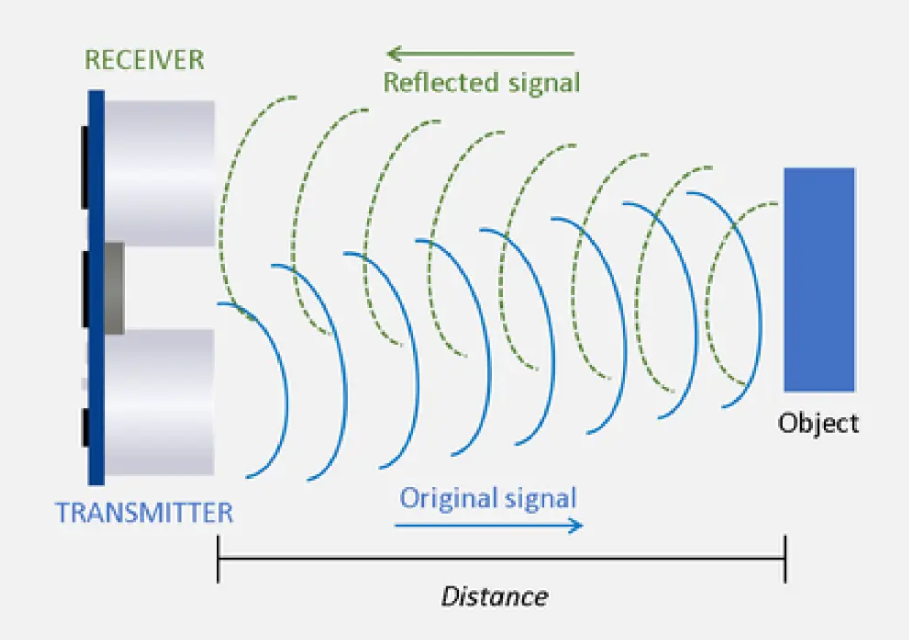 RECEIVER
Reflected signal
Object
Original signal
TRANSMITTER
Distance